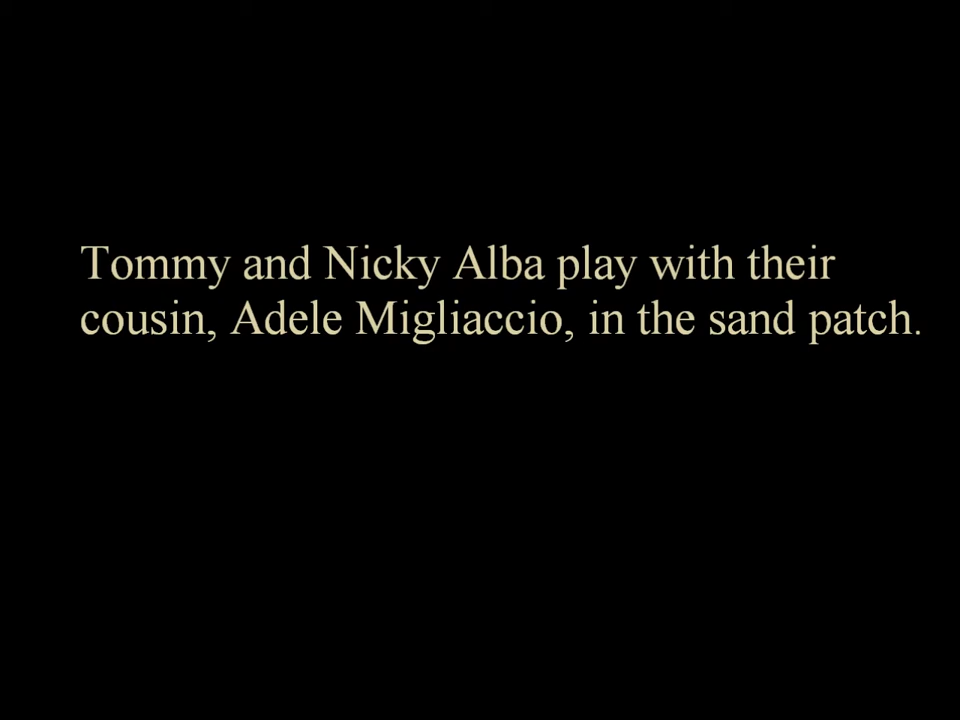 Tommy and Nicky Alba play with their
cousin, Adele Migliaccio, in the sand patch.